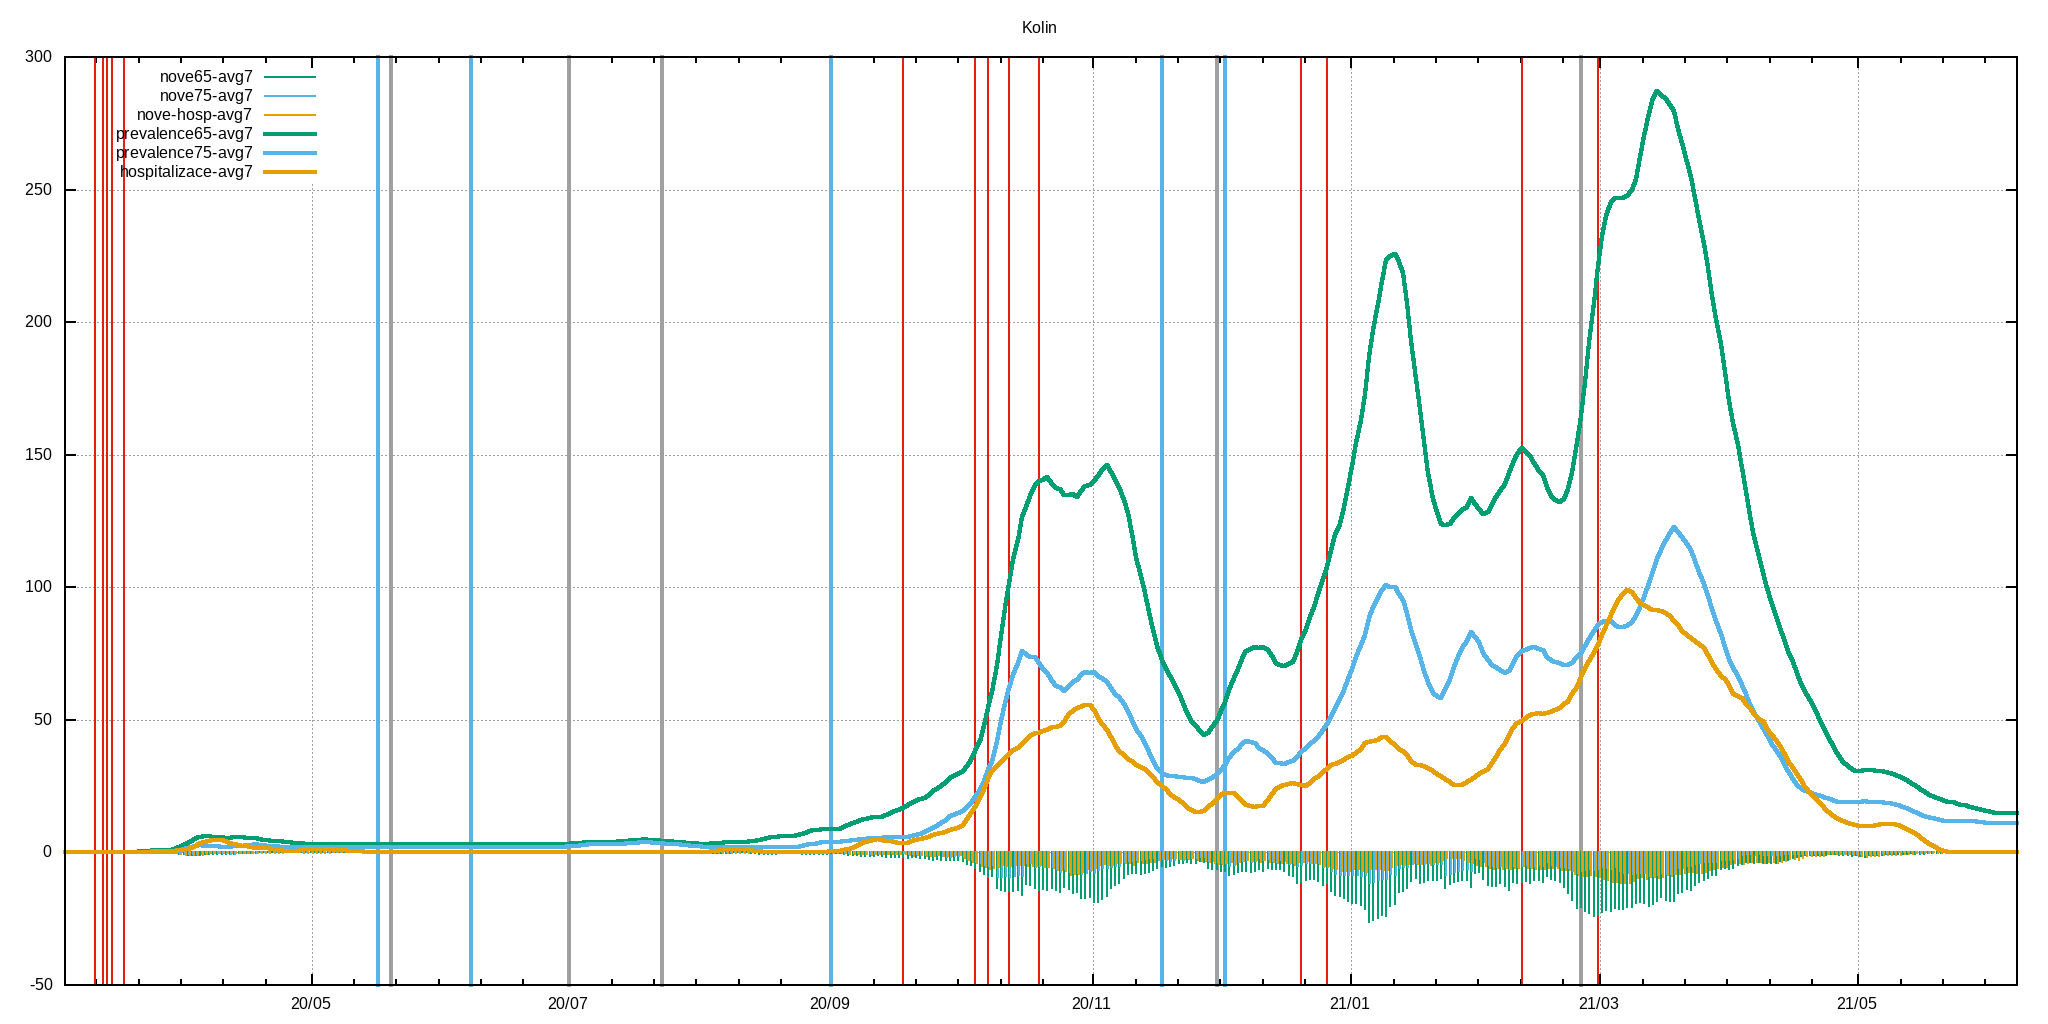 Kolin
300
nove65-avg7
nove75-avg7
nove-hosp-avg7
prevalence65-avg7
prevalence75-avg7
hospitalizace-avg7
250
200
150
100
50
0
-50
20/05 20/07 20/09 20/11 21/01 21/03 21/05